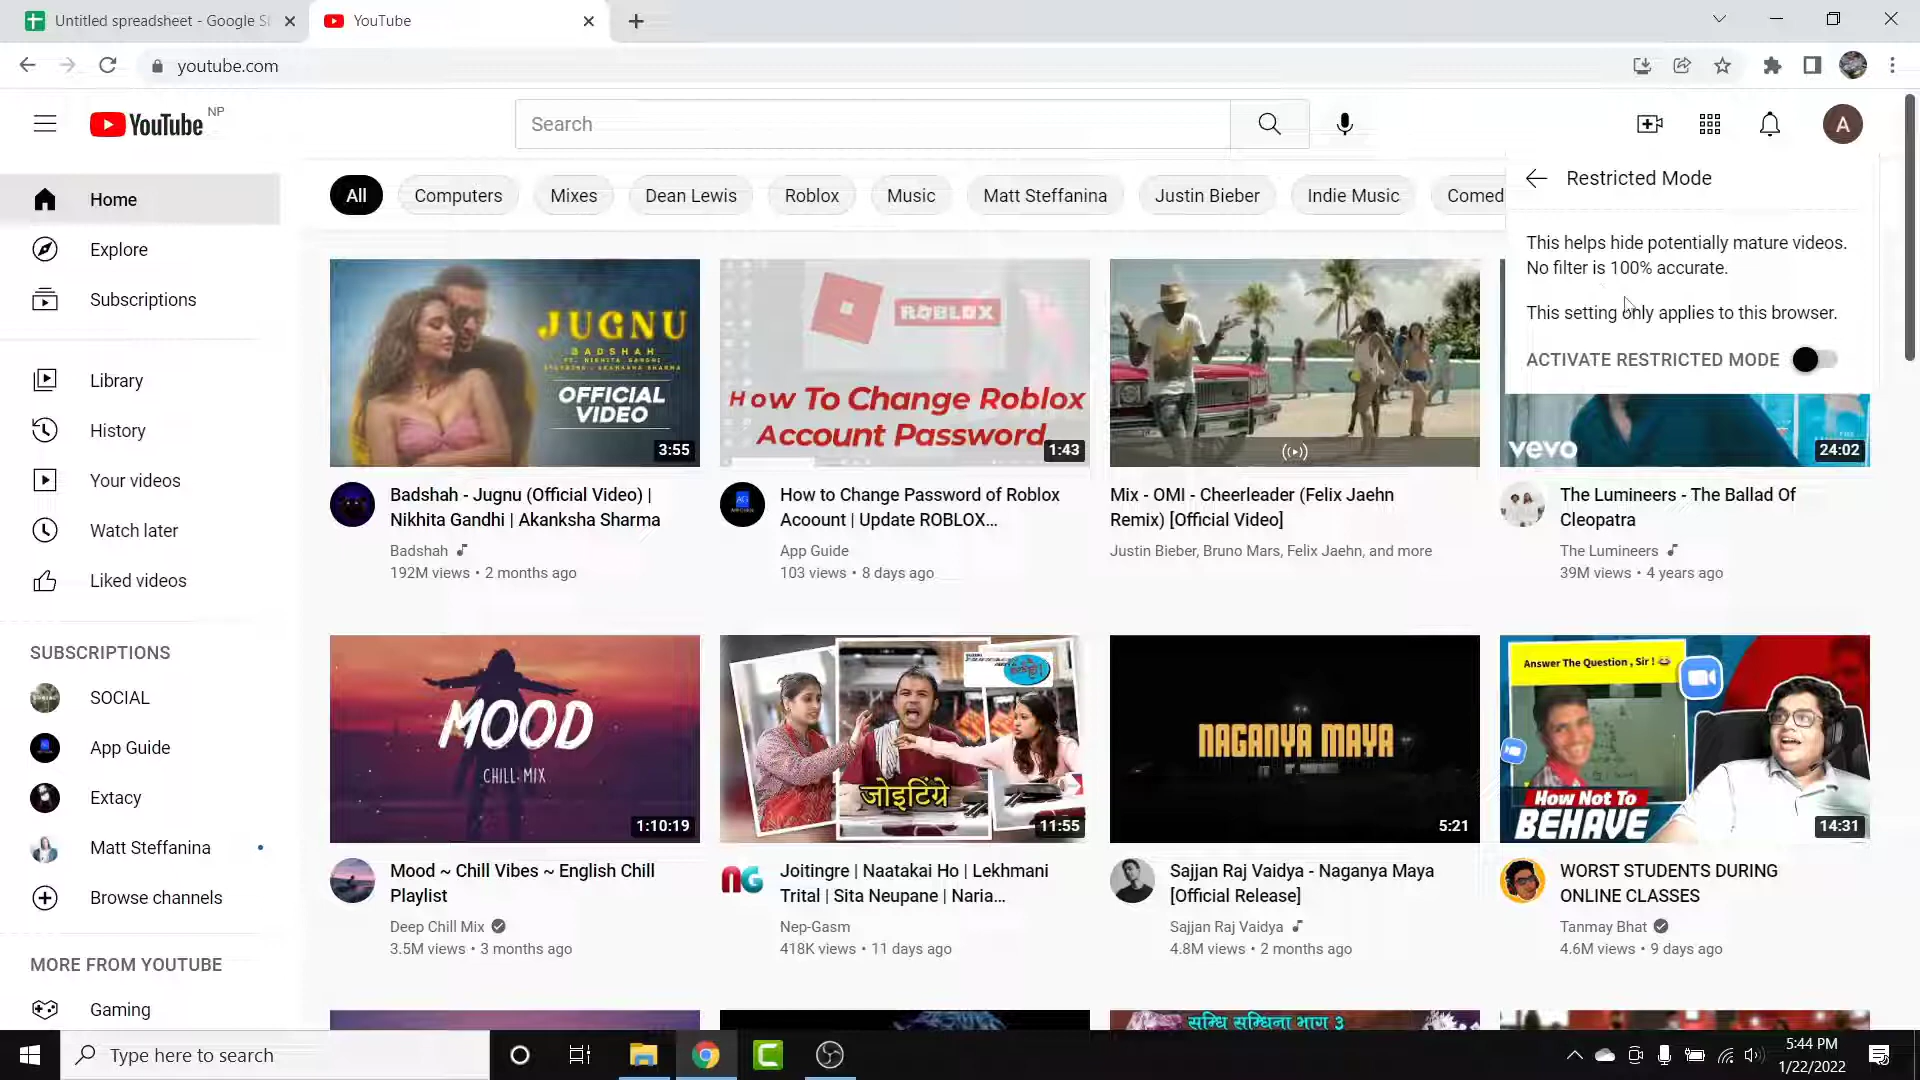 Untitled spreadsheet - Google S
YouTube
youtube.com
YouTube NP
Search
A
Home
Explore
Subscriptions
Library
History
Your videos
Watch later
Liked videos
SUBSCRIPTIONS
SOCIAL
App Guide
Extacy
Matt Steffanina
Browse channels
MORE FROM YOUTUBE
Gaming
All
Computers
Mixes
Dean Lewis
Roblox
Music
Matt Steffanina
Justin Bieber
Indie Music
Comed
Restricted Mode
This helps hide potentially mature videos.
No filter is 100% accurate.
This setting only applies to this browser.
ACTIVATE RESTRICTED MODE
JUGNU
BADSHAH
FT. NIKHITA GANDHI
OFFICIAL
VIDEO
3:55
Badshah - Jugnu (Official Video) |
Nikhita Gandhi | Akanksha Sharma
Badshah
192M views • 2 months ago
ROBLOX
How To Change Roblox
Account Password
1:43
How to Change Password of Roblox
Acoount | Update ROBLOX...
App Guide
103 views • 8 days ago
Mix - OMI - Cheerleader (Felix Jaehn
Remix) [Official Video]
Justin Bieber, Bruno Mars, Felix Jaehn, and more
vevo
24:02
The Lumineers - The Ballad Of
Cleopatra
The Lumineers
39M views • 4 years ago
MOOD
CHILL MIX
1:10:19
Mood ~ Chill Vibes ~ English Chill
Playlist
Deep Chill Mix
3.5M views • 3 months ago
जोइटिंग्रे
11:55
NG
Joitingre | Naatakai Ho | Lekhmani
Trital | Sita Neupane | Naria...
Nep-Gasm
418K views • 11 days ago
NAGANYA MAYA
5:21
Sajjan Raj Vaidya - Naganya Maya
[Official Release]
Sajjan Raj Vaidya
4.8M views • 2 months ago
Answer The Question , Sir !
How Not To
BEHAVE
14:31
WORST STUDENTS DURING
ONLINE CLASSES
Tanmay Bhat
4.6M views • 9 days ago
सन्धि सन्धिना भाग ३
Type here to search
5:44 PM
1/22/2022